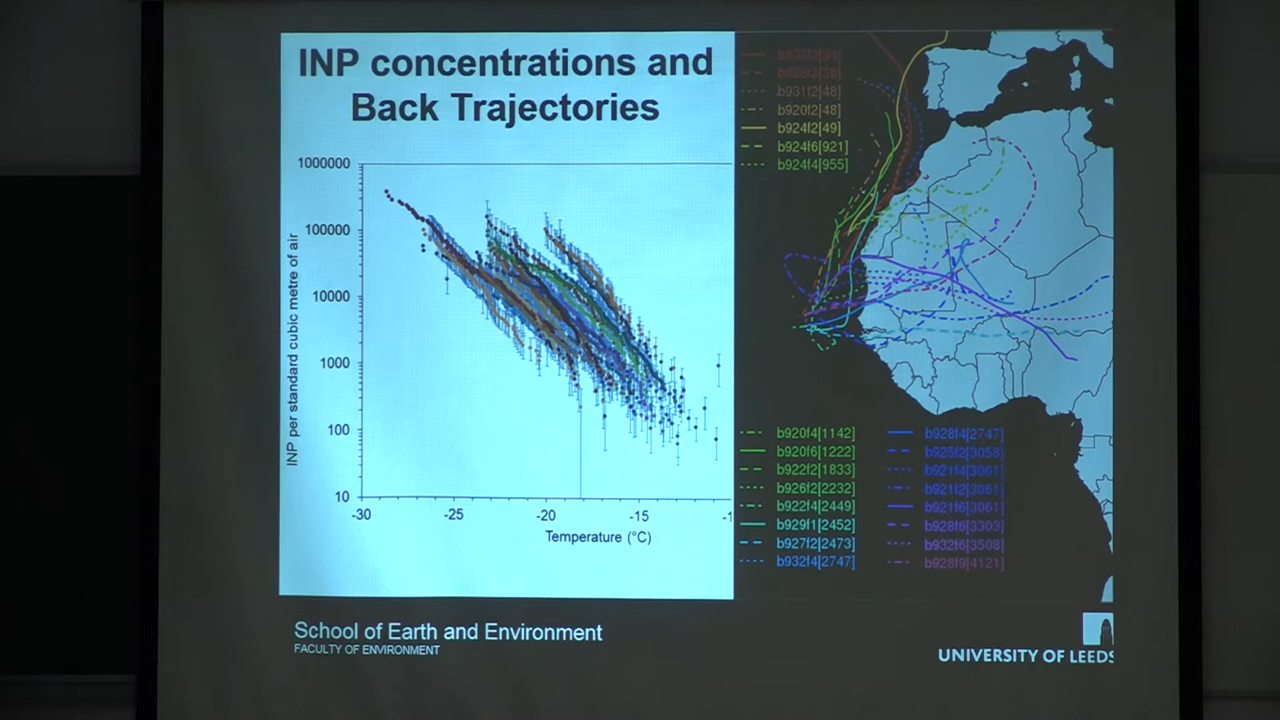 INP concentrations and
Back Trajectories
1000000
100000
10000
1000
100
10
INP per standard cubic metre of air
-30
-25
-20
-15
-1
Temperature (°C)
b931f2[48]
b920f2[48]
b924f2[49]
b924f6[921]
b924f4[955]
b920f4[1142]
b920f6[1222]
b922f2[1833]
b926f2[2232]
b922f4[2449]
b929f1[2452]
b927f2[2473]
b932f4[2747]
b928f4[2747]
b925f2[3058]
b921f4[3061]
b921f2[3061]
b921f6[3061]
b928f6[3303]
b932f6[3508]
b928f9[4121]
School of Earth and Environment
FACULTY OF ENVIRONMENT
UNIVERSITY OF LEEDS